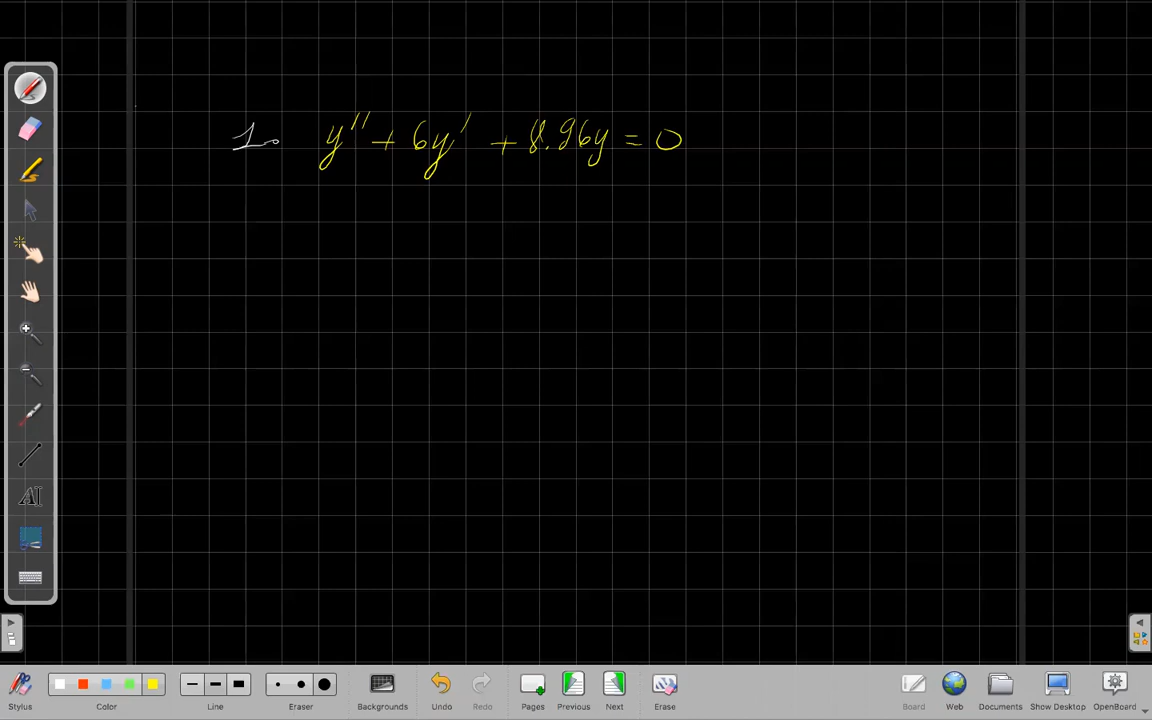 1. y'' + 6y' + 8.96y = 0
AI
Stylus Color Line Eraser Backgrounds Undo Redo Pages Previous Next Erase Board Web Documents Show Desktop OpenBoard